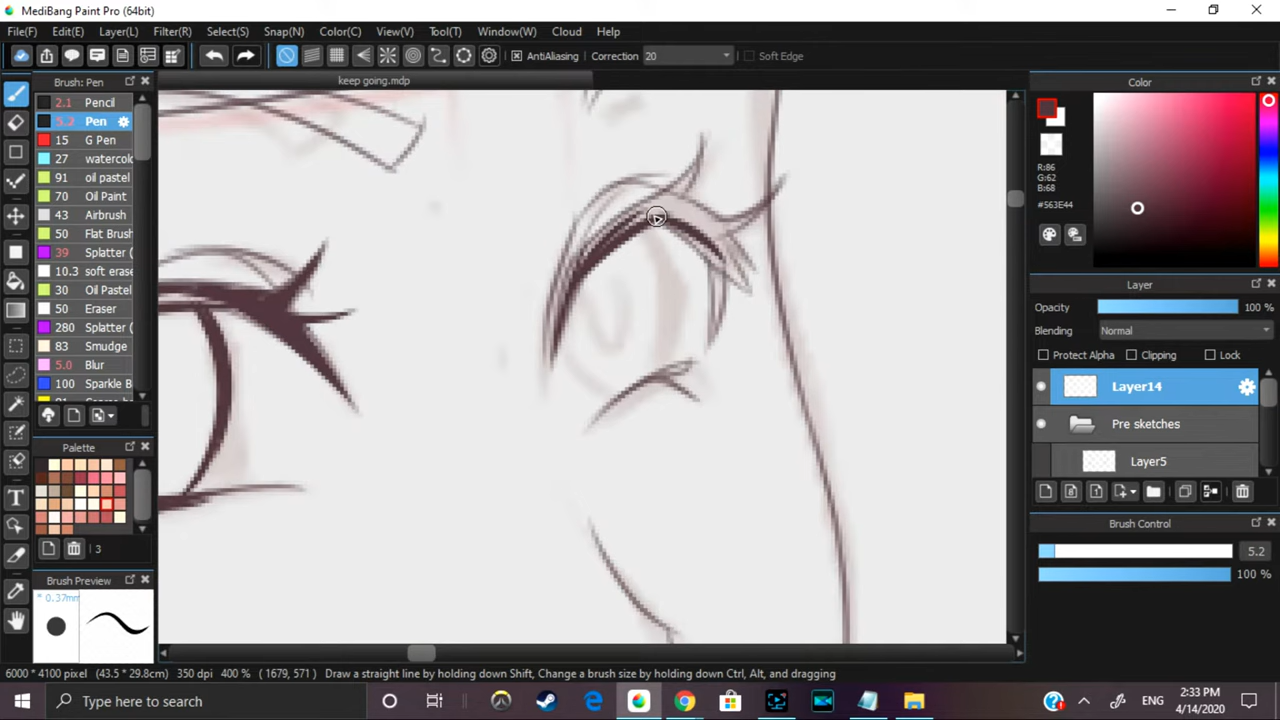 MediBang Paint Pro (64bit)
File(F) Edit(E) Layer(L) Filter(R) Select(S) Snap(N) Color(C) View(V) Tool(T) Window(W) Cloud Help
AntiAliasing Correction 20 Soft Edge
Brush: Pen
keep going.mdp
Color
2.1 Pencil
5.2 Pen
15 G Pen
27 watercolo
91 oil pastel
70 Oil Paint
43 Airbrush
50 Flat Brush
39 Splatter (
10.3 soft erase
30 Oil Pastel
50 Eraser
280 Splatter (
83 Smudge
5.0 Blur
100 Sparkle B
R:86
G:62
B:68
#563E44
Layer
Opacity 100 %
Blending Normal
Protect Alpha Clipping Lock
Layer14
Pre sketches
Layer5
Palette
3
Brush Control
5.2
100 %
Brush Preview
* 0.37mm
6000 * 4100 pixel (43.5 * 29.8cm) 350 dpi 400 % ( 1679, 571 ) Draw a straight line by holding down Shift, Change a brush size by holding down Ctrl, Alt, and dragging
Type here to search
ENG
2:33 PM
4/14/2020